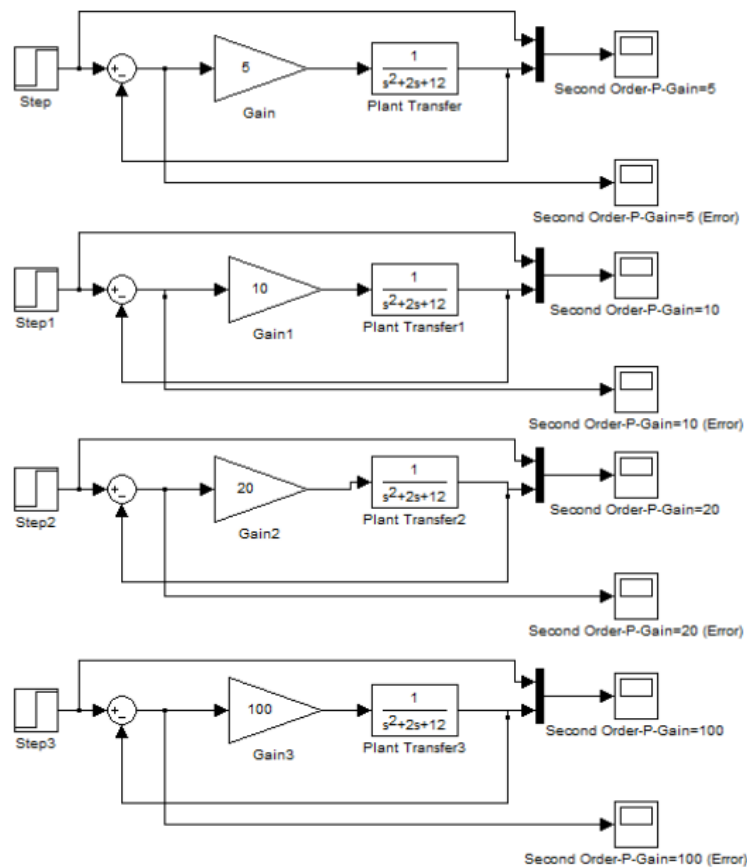 +
-
5
1
s²+2s+12
Step
Gain
Plant Transfer
Second Order-P-Gain=5
Second Order-P-Gain=5 (Error)
+
-
10
1
s²+2s+12
Step1
Gain1
Plant Transfer1
Second Order-P-Gain=10
Second Order-P-Gain=10 (Error)
+
-
20
1
s²+2s+12
Step2
Gain2
Plant Transfer2
Second Order-P-Gain=20
Second Order-P-Gain=20 (Error)
+
-
100
1
s²+2s+12
Step3
Gain3
Plant Transfer3
Second Order-P-Gain=100
Second Order-P-Gain=100 (Error)